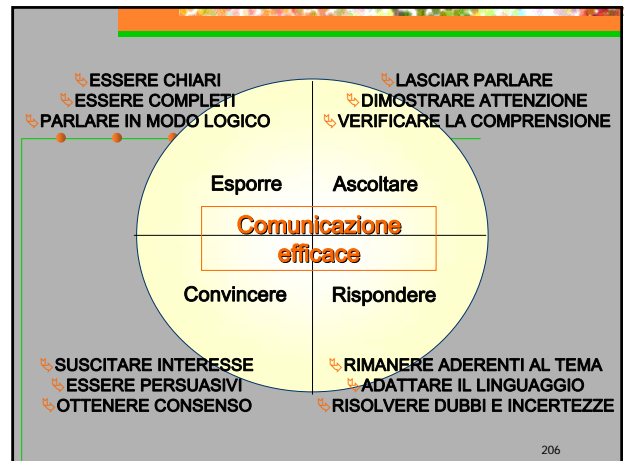 ESSERE CHIARI
ESSERE COMPLETI
PARLARE IN MODO LOGICO
LASCIAR PARLARE
DIMOSTRARE ATTENZIONE
VERIFICARE LA COMPRENSIONE
Esporre
Ascoltare
Comunicazione
efficace
Convincere
Rispondere
SUSCITARE INTERESSE
ESSERE PERSUASIVI
OTTENERE CONSENSO
RIMANERE ADERENTI AL TEMA
ADATTARE IL LINGUAGGIO
RISOLVERE DUBBI E INCERTEZZE
206